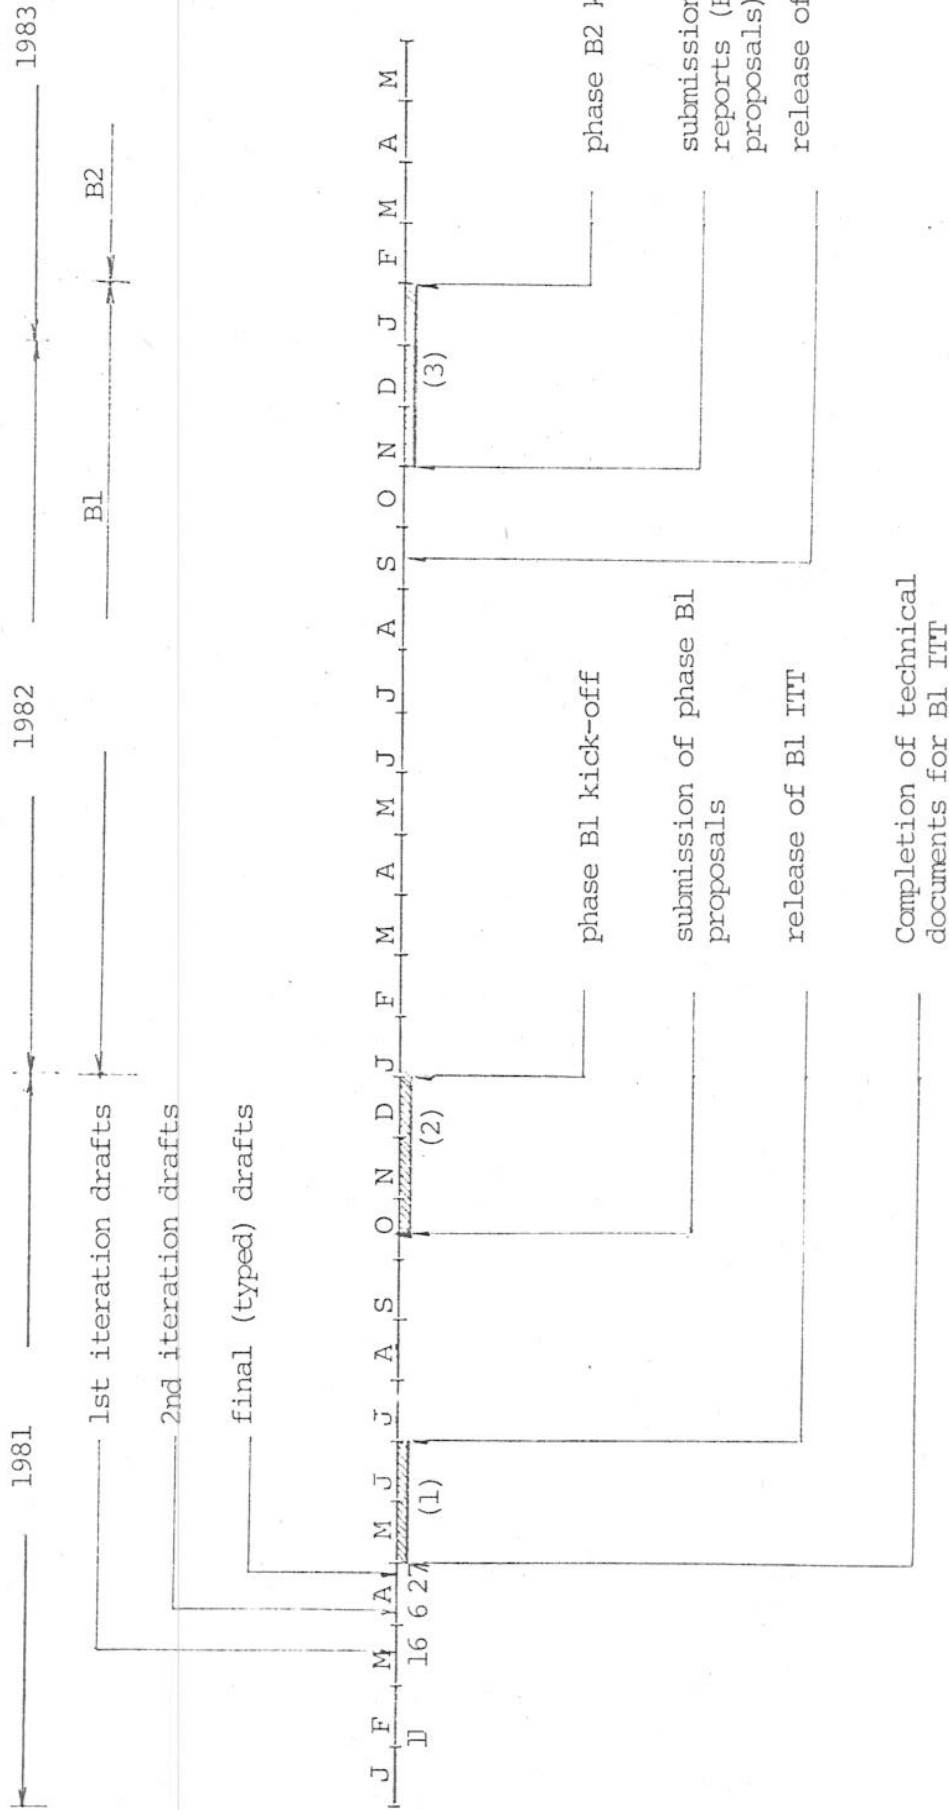 1981
1982
1983
1st iteration drafts
B1
B2
2nd iteration drafts
final (typed) drafts
J F M A M J J A S O N D J F M A M J J A S O N D J F M A M
11 16 6 27
(1)
(2)
(3)
phase B1 kick-off
phase B2
submission of phase B1
proposals
submission
reports
proposals)
release of B1 ITT
release of
Completion of technical
documents for B1 ITT